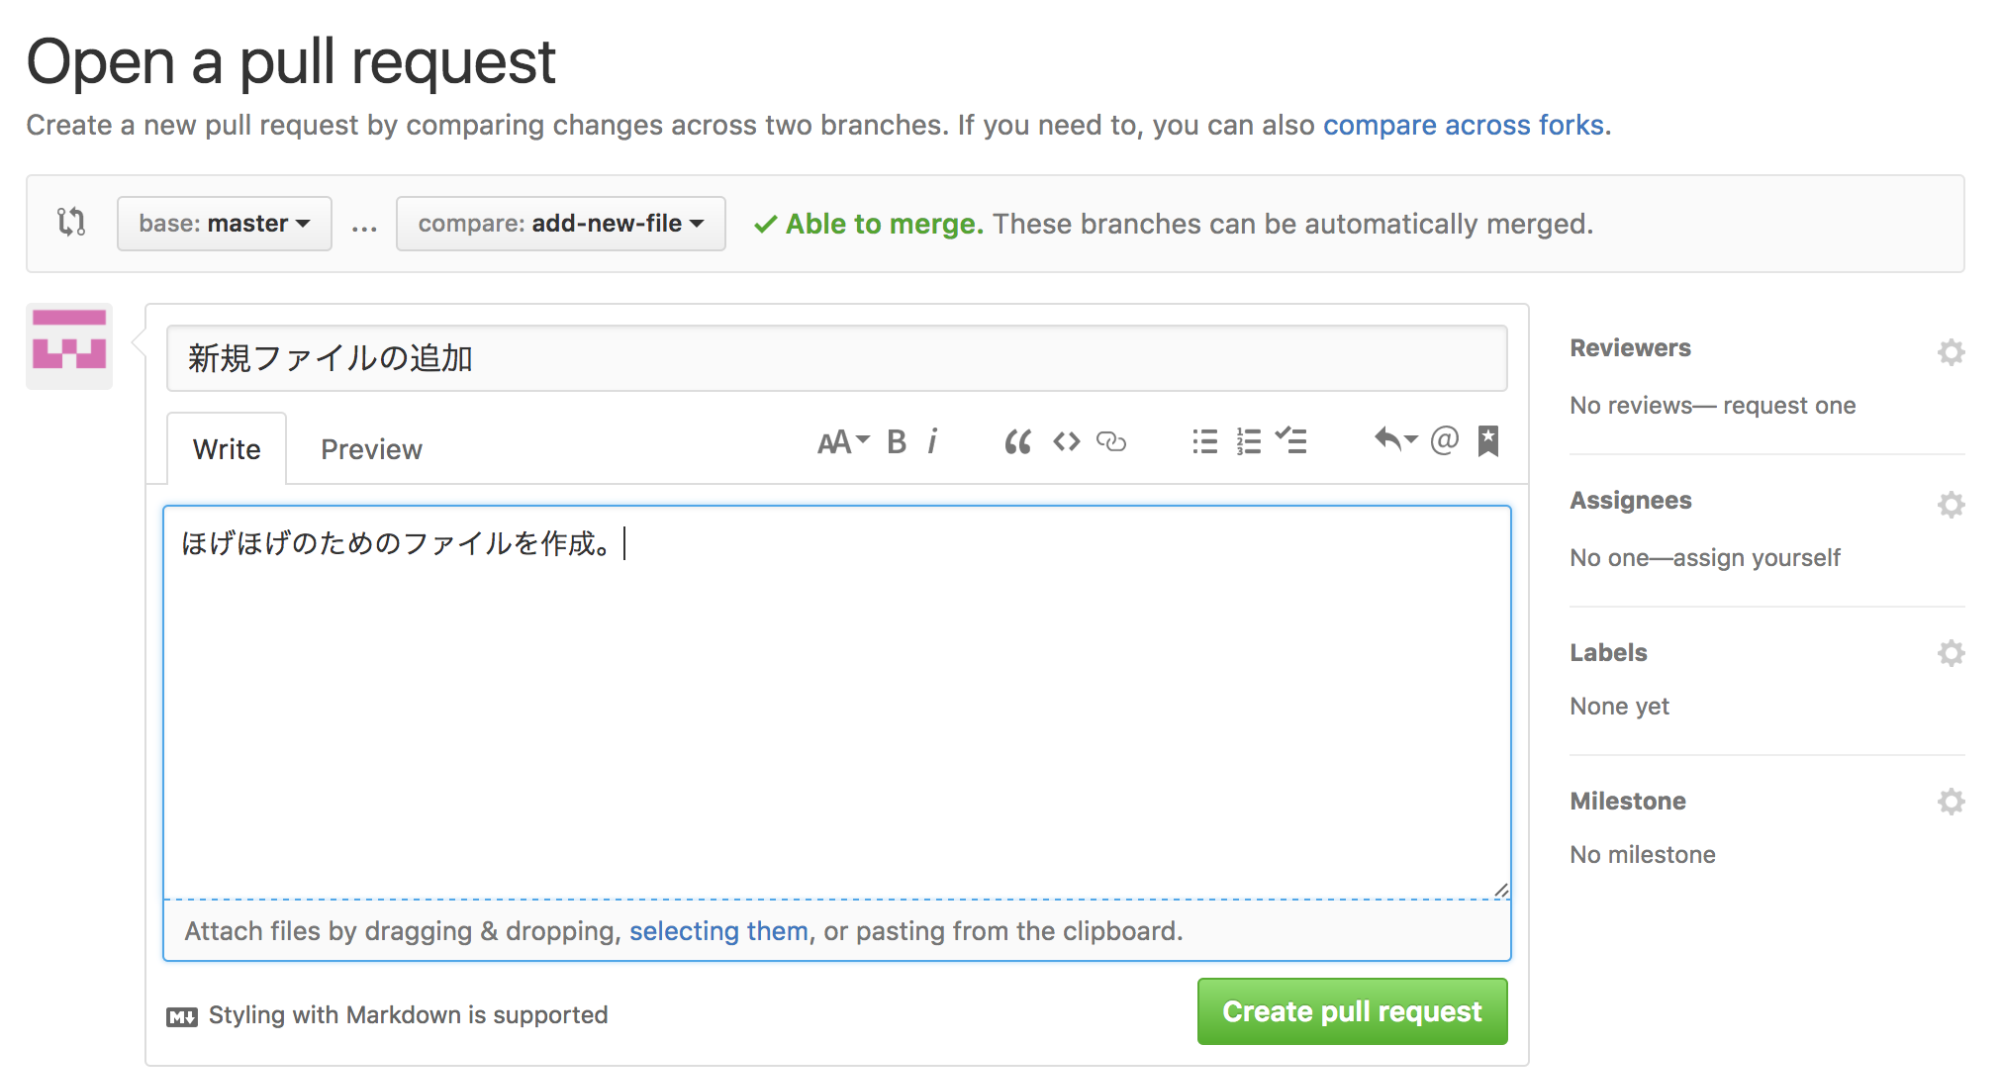 Open a pull request
Create a new pull request by comparing changes across two branches. If you need to, you can also compare across forks.
base: master ... compare: add-new-file Able to merge. These branches can be automatically merged.
新規ファイルの追加
Write Preview AA B i
ほげほげのためのファイルを作成。
Attach files by dragging & dropping, selecting them, or pasting from the clipboard.
Styling with Markdown is supported
Create pull request
Reviewers
No reviews— request one
Assignees
No one—assign yourself
Labels
None yet
Milestone
No milestone